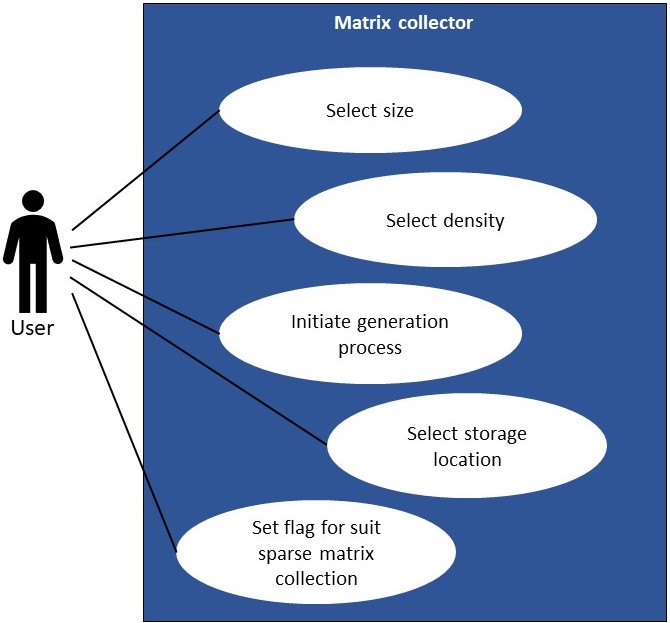 Matrix collector
Select size
Select density
User
Initiate generation
process
Select storage
location
Set flag for suit
sparse matrix
collection